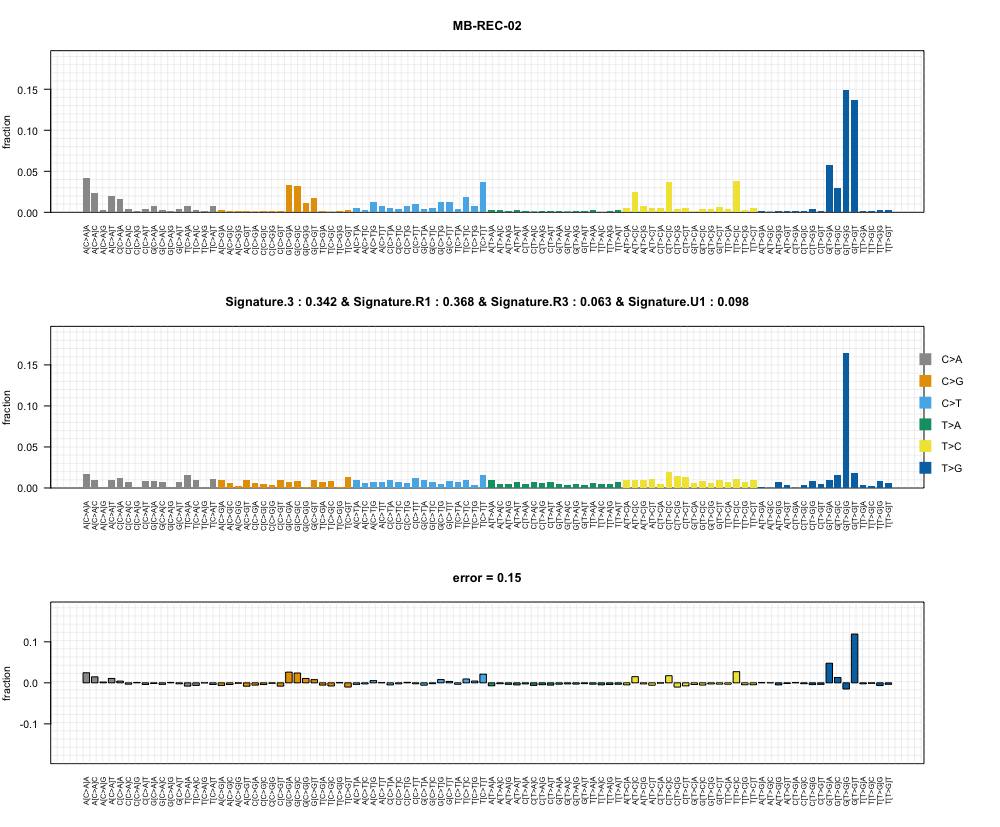 MB-REC-02
fraction
0.15
0.10
0.05
0.00
A[C>A]A A[C>A]C A[C>A]G A[C>A]T C[C>A]A C[C>A]C C[C>A]G C[C>A]T G[C>A]A G[C>A]C G[C>A]G G[C>A]T T[C>A]A T[C>A]C T[C>A]G T[C>A]T A[C>G]A A[C>G]C A[C>G]G A[C>G]T C[C>G]A C[C>G]C C[C>G]G C[C>G]T G[C>G]A G[C>G]C G[C>G]G G[C>G]T T[C>G]A T[C>G]C T[C>G]G T[C>G]T A[C>T]A A[C>T]C A[C>T]G A[C>T]T C[C>T]A C[C>T]C C[C>T]G C[C>T]T G[C>T]A G[C>T]C G[C>T]G G[C>T]T T[C>T]A T[C>T]C T[C>T]G T[C>T]T A[T>A]A A[T>A]C A[T>A]G A[T>A]T C[T>A]A C[T>A]C C[T>A]G C[T>A]T G[T>A]A G[T>A]C G[T>A]G G[T>A]T T[T>A]A T[T>A]C T[T>A]G T[T>A]T A[T>C]A A[T>C]C A[T>C]G A[T>C]T C[T>C]A C[T>C]C C[T>C]G C[T>C]T G[T>C]A G[T>C]C G[T>C]G G[T>C]T T[T>C]A T[T>C]C T[T>C]G T[T>C]T A[T>G]A A[T>G]C A[T>G]G A[T>G]T C[T>G]A C[T>G]C C[T>G]G C[T>G]T G[T>G]A G[T>G]C G[T>G]G G[T>G]T T[T>G]A T[T>G]C T[T>G]G T[T>G]T
Signature.3 : 0.342 & Signature.R1 : 0.368 & Signature.R3 : 0.063 & Signature.U1 : 0.098
fraction
0.15
0.10
0.05
0.00
C>A
C>G
C>T
T>A
T>C
T>G
A[C>A]A A[C>A]C A[C>A]G A[C>A]T C[C>A]A C[C>A]C C[C>A]G C[C>A]T G[C>A]A G[C>A]C G[C>A]G G[C>A]T T[C>A]A T[C>A]C T[C>A]G T[C>A]T A[C>G]A A[C>G]C A[C>G]G A[C>G]T C[C>G]A C[C>G]C C[C>G]G C[C>G]T G[C>G]A G[C>G]C G[C>G]G G[C>G]T T[C>G]A T[C>G]C T[C>G]G T[C>G]T A[C>T]A A[C>T]C A[C>T]G A[C>T]T C[C>T]A C[C>T]C C[C>T]G C[C>T]T G[C>T]A G[C>T]C G[C>T]G G[C>T]T T[C>T]A T[C>T]C T[C>T]G T[C>T]T A[T>A]A A[T>A]C A[T>A]G A[T>A]T C[T>A]A C[T>A]C C[T>A]G C[T>A]T G[T>A]A G[T>A]C G[T>A]G G[T>A]T T[T>A]A T[T>A]C T[T>A]G T[T>A]T A[T>C]A A[T>C]C A[T>C]G A[T>C]T C[T>C]A C[T>C]C C[T>C]G C[T>C]T G[T>C]A G[T>C]C G[T>C]G G[T>C]T T[T>C]A T[T>C]C T[T>C]G T[T>C]T A[T>G]A A[T>G]C A[T>G]G A[T>G]T C[T>G]A C[T>G]C C[T>G]G C[T>G]T G[T>G]A G[T>G]C G[T>G]G G[T>G]T T[T>G]A T[T>G]C T[T>G]G T[T>G]T
error = 0.15
fraction
0.1
0.0
-0.1
A[C>A]A A[C>A]C A[C>A]G A[C>A]T C[C>A]A C[C>A]C C[C>A]G C[C>A]T G[C>A]A G[C>A]C G[C>A]G G[C>A]T T[C>A]A T[C>A]C T[C>A]G T[C>A]T A[C>G]A A[C>G]C A[C>G]G A[C>G]T C[C>G]A C[C>G]C C[C>G]G C[C>G]T G[C>G]A G[C>G]C G[C>G]G G[C>G]T T[C>G]A T[C>G]C T[C>G]G T[C>G]T A[C>T]A A[C>T]C A[C>T]G A[C>T]T C[C>T]A C[C>T]C C[C>T]G C[C>T]T G[C>T]A G[C>T]C G[C>T]G G[C>T]T T[C>T]A T[C>T]C T[C>T]G T[C>T]T A[T>A]A A[T>A]C A[T>A]G A[T>A]T C[T>A]A C[T>A]C C[T>A]G C[T>A]T G[T>A]A G[T>A]C G[T>A]G G[T>A]T T[T>A]A T[T>A]C T[T>A]G T[T>A]T A[T>C]A A[T>C]C A[T>C]G A[T>C]T C[T>C]A C[T>C]C C[T>C]G C[T>C]T G[T>C]A G[T>C]C G[T>C]G G[T>C]T T[T>C]A T[T>C]C T[T>C]G T[T>C]T A[T>G]A A[T>G]C A[T>G]G A[T>G]T C[T>G]A C[T>G]C C[T>G]G C[T>G]T G[T>G]A G[T>G]C G[T>G]G G[T>G]T T[T>G]A T[T>G]C T[T>G]G T[T>G]T